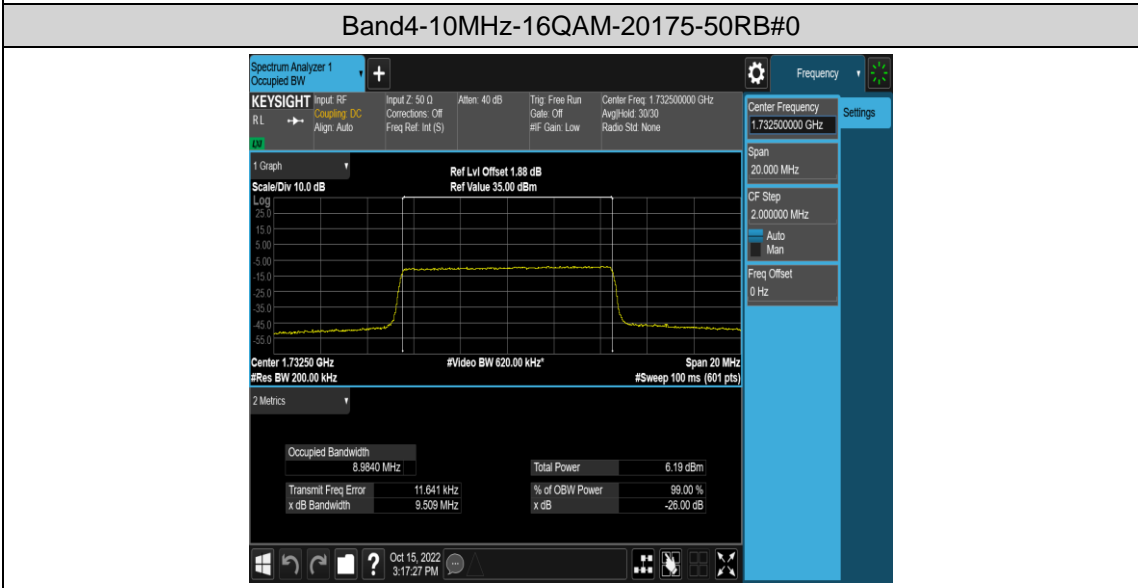 Band4-10MHz-16QAM-20175-50RB#0
Spectrum Analyzer 1
Occupied BW
+
Frequency
KEYSIGHT
RL
LXI
Input: RF
Coupling: DC
Align: Auto
Input Z: 50 Ω
Corrections: Off
Freq Ref: Int (S)
Atten: 40 dB
Trig: Free Run
Gate: Off
#IF Gain: Low
Center Freq: 1.732500000 GHz
Avg|Hold: 30/30
Radio Std: None
Center Frequency
1.732500000 GHz
Settings
Span
20.000 MHz
CF Step
2.000000 MHz
Auto
Man
Freq Offset
0 Hz
1 Graph
Scale/Div 10.0 dB
Ref Lvl Offset 1.88 dB
Ref Value 35.00 dBm
Log
25.0
15.0
5.00
-5.00
-15.0
-25.0
-35.0
-45.0
-55.0
Center 1.73250 GHz
#Video BW 620.00 kHz*
Span 20 MHz
#Res BW 200.00 kHz
#Sweep 100 ms (601 pts)
2 Metrics
Occupied Bandwidth
8.9840 MHz
Total Power 6.19 dBm
Transmit Freq Error 11.641 kHz
% of OBW Power 99.00 %
x dB Bandwidth 9.509 MHz
x dB -26.00 dB
?
Oct 15, 2022
3:17:27 PM